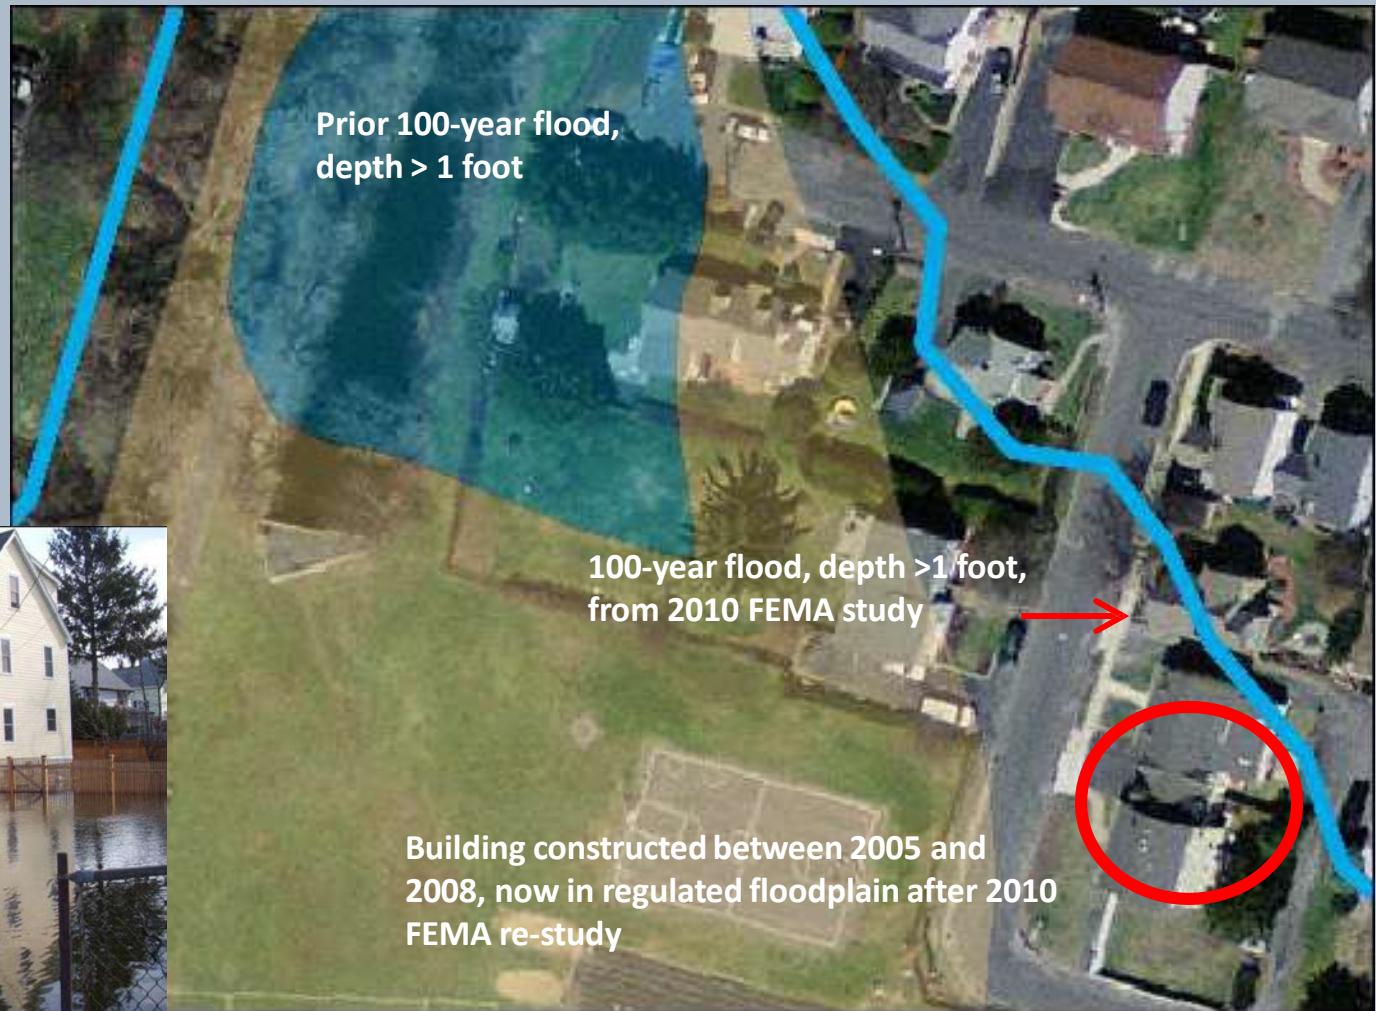 Prior 100-year flood,
depth > 1 foot
100-year flood, depth >1 foot,
from 2010 FEMA study
Building constructed between 2005 and
2008, now in regulated floodplain after 2010
FEMA re-study